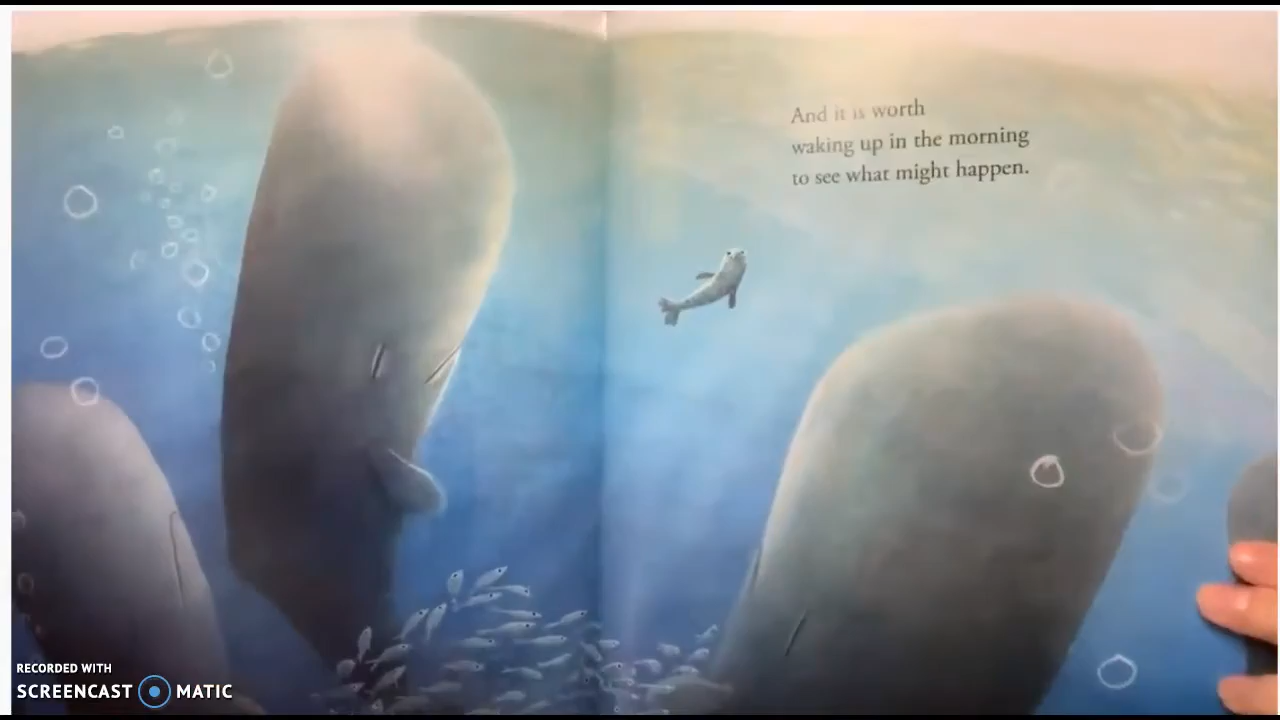 And it is worth
waking up in the morning
to see what might happen.
RECORDED WITH
SCREENCAST MATIC